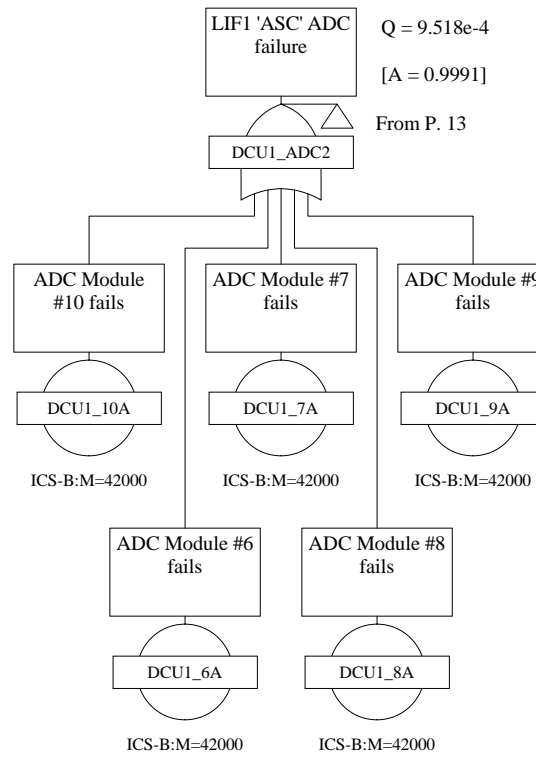 LIF1 'ASC' ADC
failure
Q = 9.518e-4
[A = 0.9991]
From P. 13
DCU1_ADC2
ADC Module
#10 fails
ADC Module #7
fails
ADC Module #9
fails
DCU1_10A
DCU1_7A
DCU1_9A
ICS-B:M=42000
ICS-B:M=42000
ICS-B:M=42000
ADC Module #6
fails
ADC Module #8
fails
DCU1_6A
DCU1_8A
ICS-B:M=42000
ICS-B:M=42000